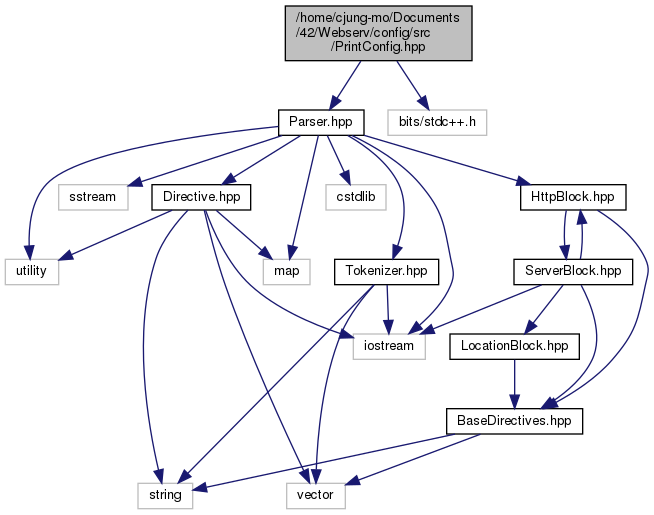 /home/cjung-mo/Documents
/42/Webserv/config/src
/PrintConfig.hpp
Parser.hpp
bits/stdc++.h
sstream
Directive.hpp
cstdlib
HttpBlock.hpp
utility
map
Tokenizer.hpp
ServerBlock.hpp
iostream
LocationBlock.hpp
BaseDirectives.hpp
string
vector